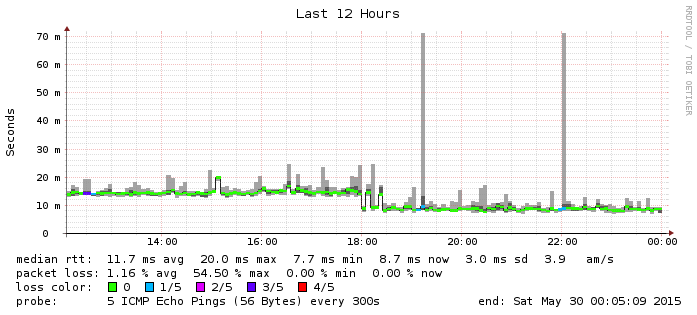 Last 12 Hours
RRDTOOL / TOBI OETIKER
Seconds
70 m
60 m
50 m
40 m
30 m
20 m
10 m
0
14:00 16:00 18:00 20:00 22:00 00:00
median rtt: 11.7 ms avg 20.0 ms max 7.7 ms min 8.7 ms now 3.0 ms sd 3.9 am/s
packet loss: 1.16 % avg 54.50 % max 0.00 % min 0.00 % now
loss color: 0 1/5 2/5 3/5 4/5
probe: 5 ICMP Echo Pings (56 Bytes) every 300s end: Sat May 30 00:05:09 2015